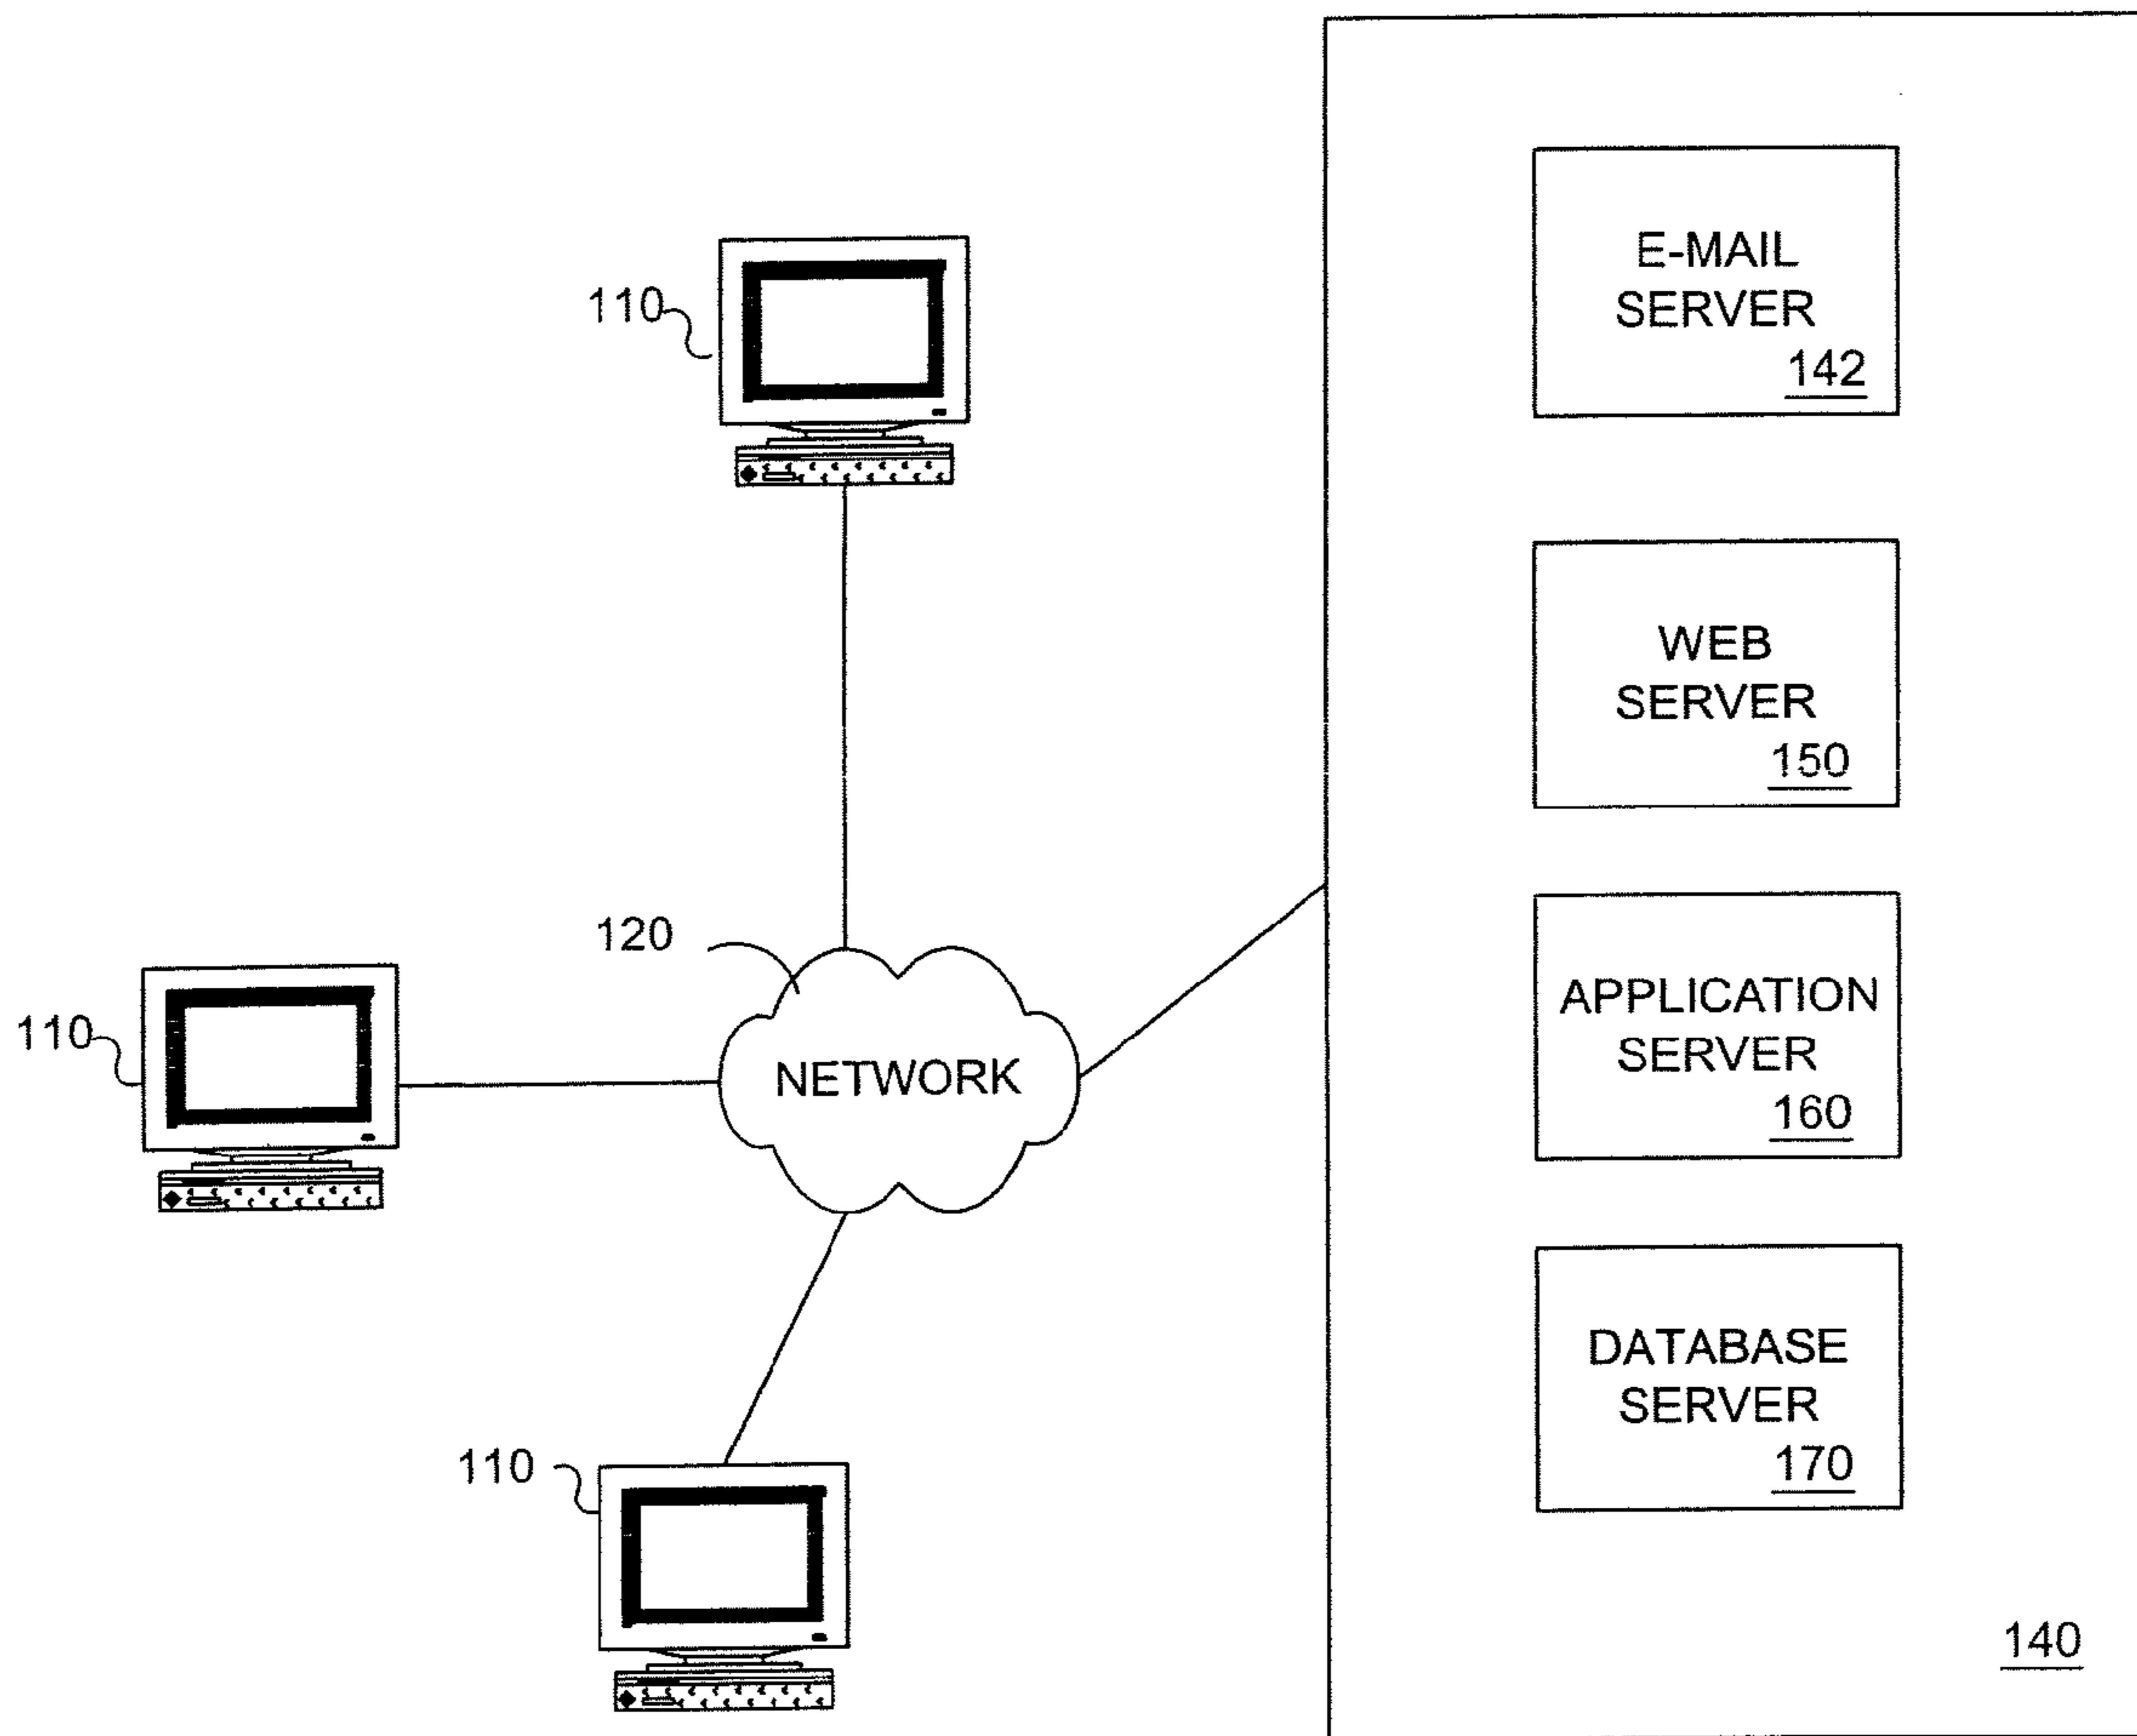 110
110
110
120
NETWORK
E-MAIL
SERVER
142
WEB
SERVER
150
APPLICATION
SERVER
160
DATABASE
SERVER
170
140